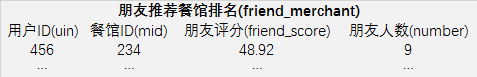 朋友推荐餐馆排名(friend_merchant)
用户ID(uin) 餐馆ID(mid) 朋友评分(friend_score) 朋友人数(number)
456 234 48.92 9
... ... ... ...